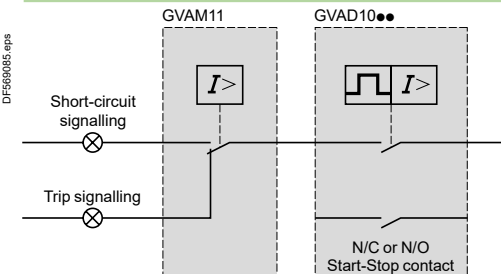 GVAM11
GVAD10●●
DF569085.eps
I>
I>
Short-circuit
signalling
Trip signalling
N/C or N/O
Start-Stop contact